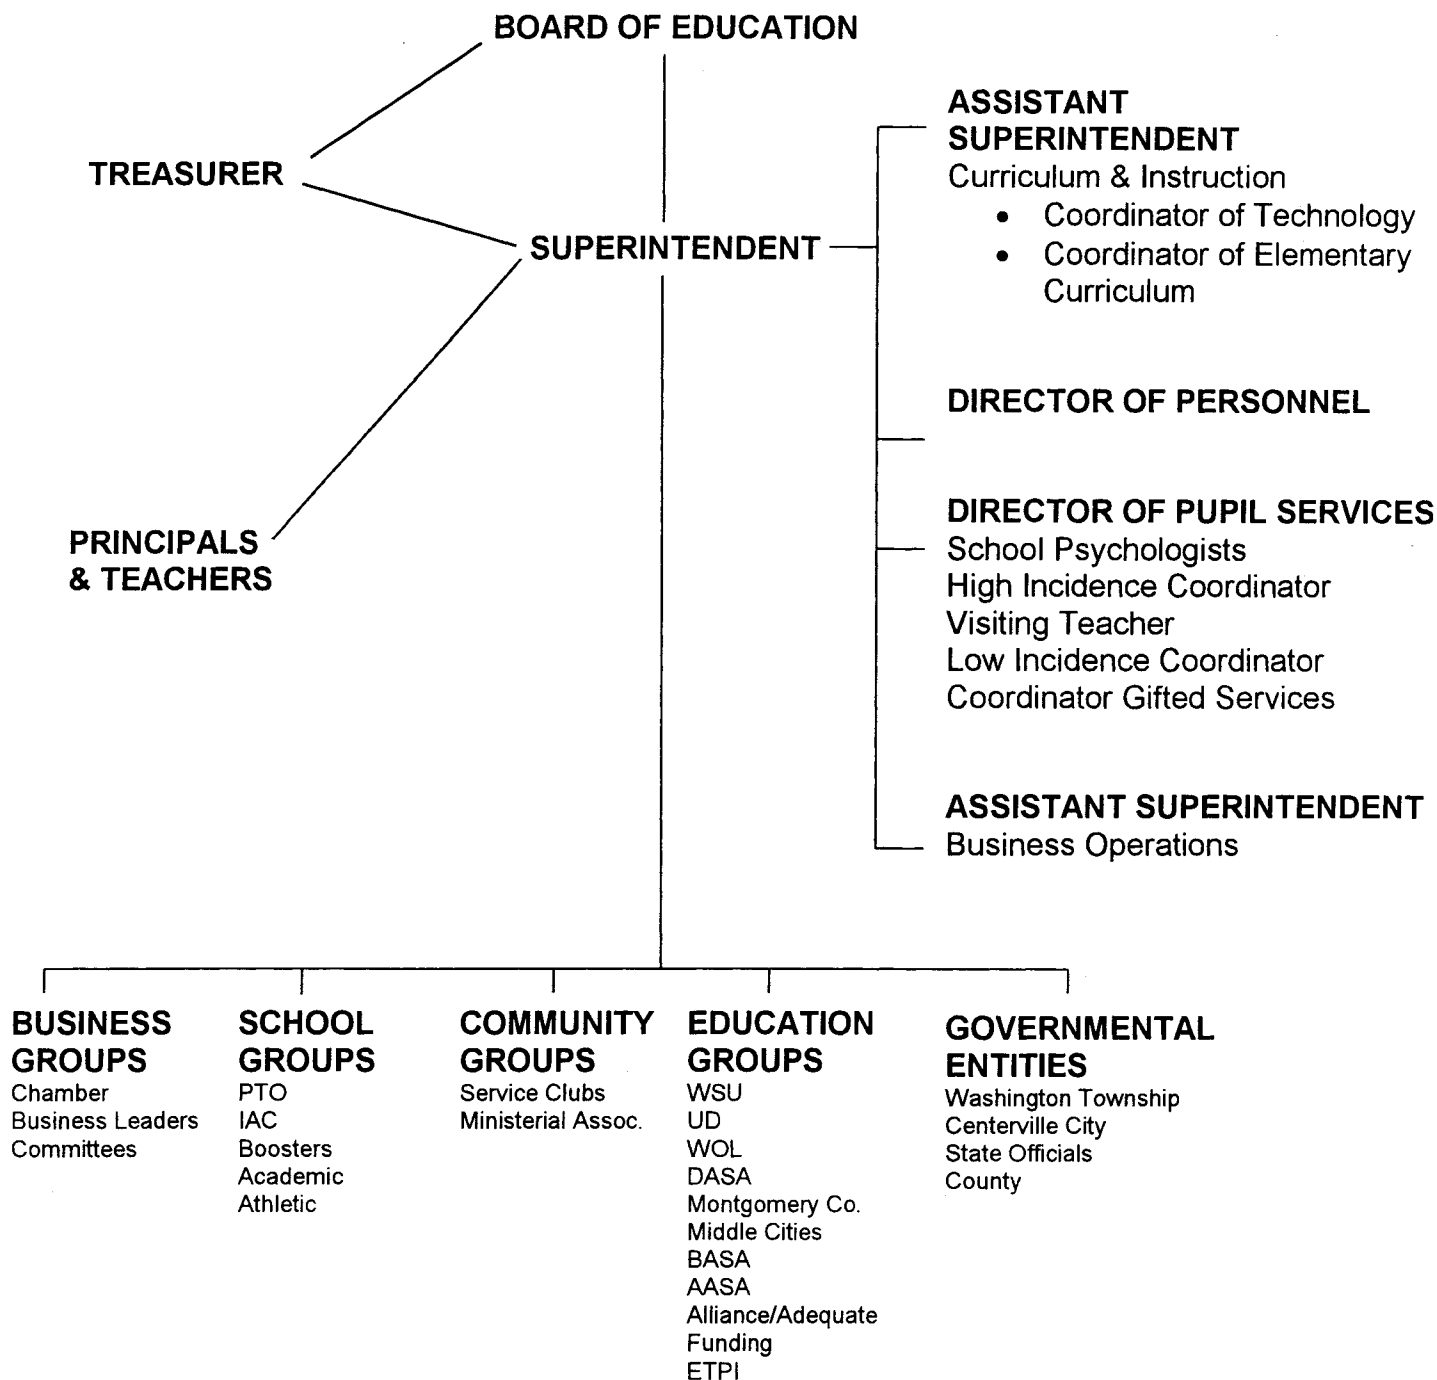 BOARD OF EDUCATION
TREASURER
SUPERINTENDENT
PRINCIPALS
& TEACHERS
ASSISTANT
SUPERINTENDENT
Curriculum & Instruction
• Coordinator of Technology
• Coordinator of Elementary
Curriculum
DIRECTOR OF PERSONNEL
DIRECTOR OF PUPIL SERVICES
School Psychologists
High Incidence Coordinator
Visiting Teacher
Low Incidence Coordinator
Coordinator Gifted Services
ASSISTANT SUPERINTENDENT
Business Operations
BUSINESS
GROUPS
Chamber
Business Leaders
Committees
SCHOOL
GROUPS
PTO
IAC
Boosters
Academic
Athletic
COMMUNITY
GROUPS
Service Clubs
Ministerial Assoc.
EDUCATION
GROUPS
WSU
UD
WOL
DASA
Montgomery Co.
Middle Cities
BASA
AASA
Alliance/Adequate
Funding
ETPI
GOVERNMENTAL
ENTITIES
Washington Township
Centerville City
State Officials
County